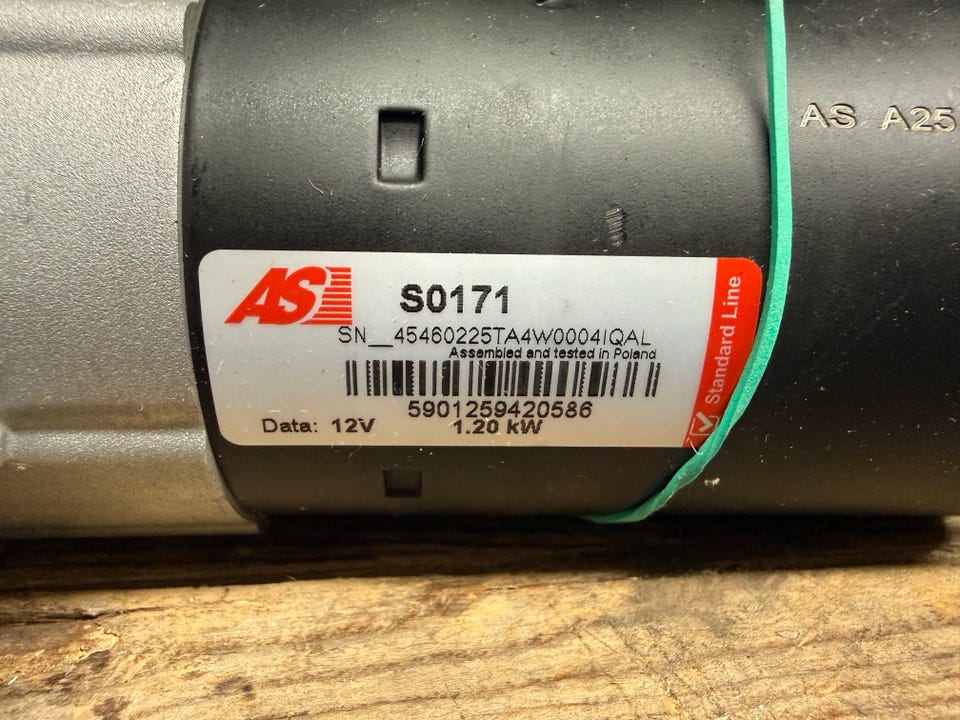 AS A25
AS
S0171
SN__45460225TA4W0004IQAL
Assembled and tested in Poland
5901259420586
Data: 12V 1.20 kW
Standard Line